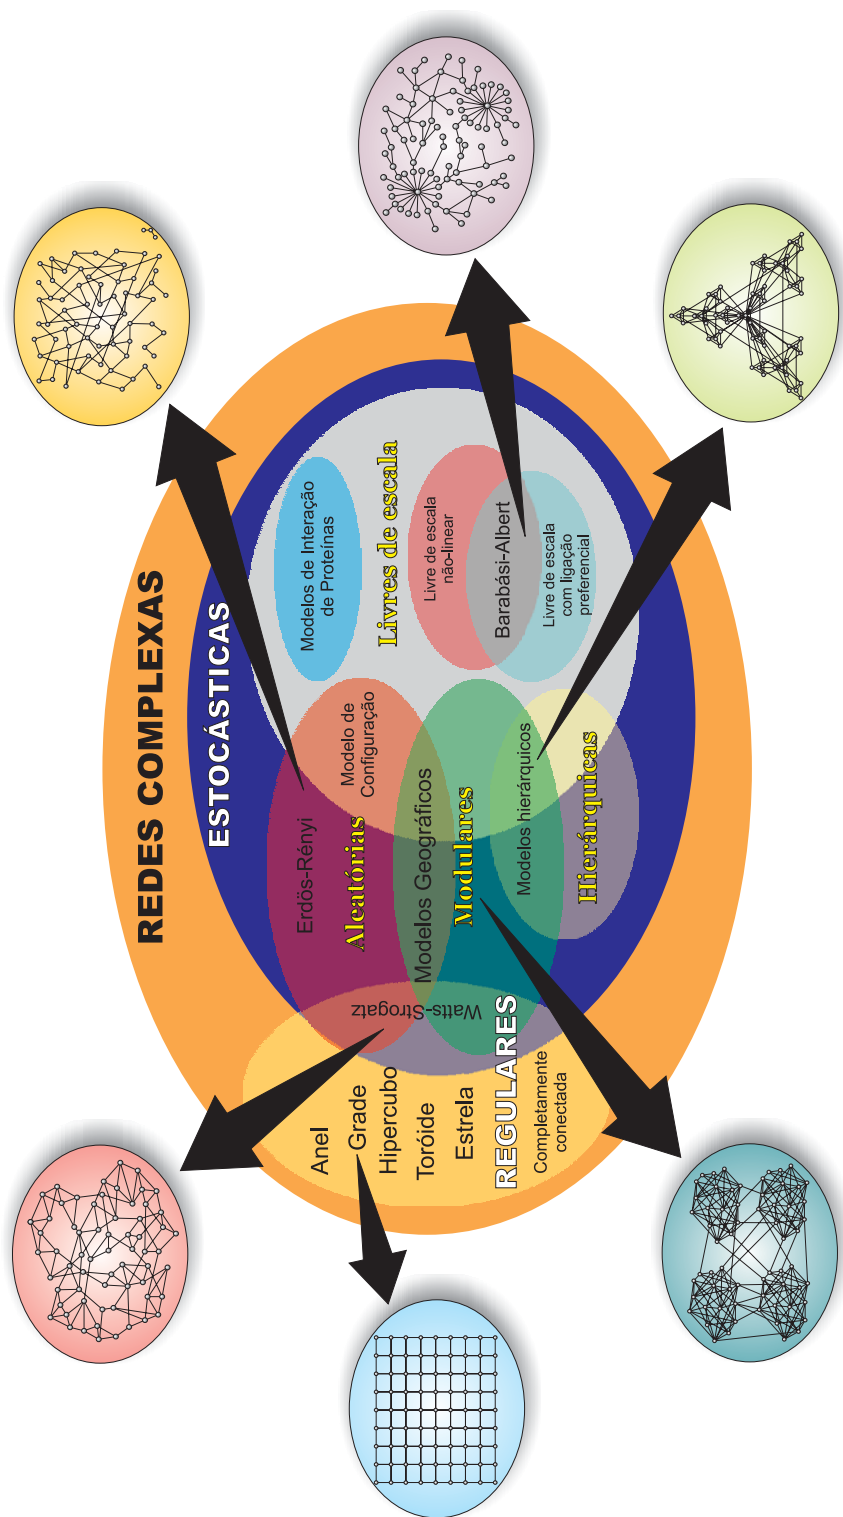 REDES COMPLEXAS
ESTOCÁSTICAS
Modelos de Interação
de Proteínas
Livres de escala
Livre de escala
não-linear
Barabási-Albert
Livre de escala
com ligação
preferencial
Erdös-Rényi
Modelo de
Configuração
Aleatórias
Modelos Geográficos
Modulares
Modelos hierárquicos
Hierárquicas
Watts-Strogatz
Anel
Grade
Hipercubo
Toróide
Estrela
REGULARES
Completamente
conectada